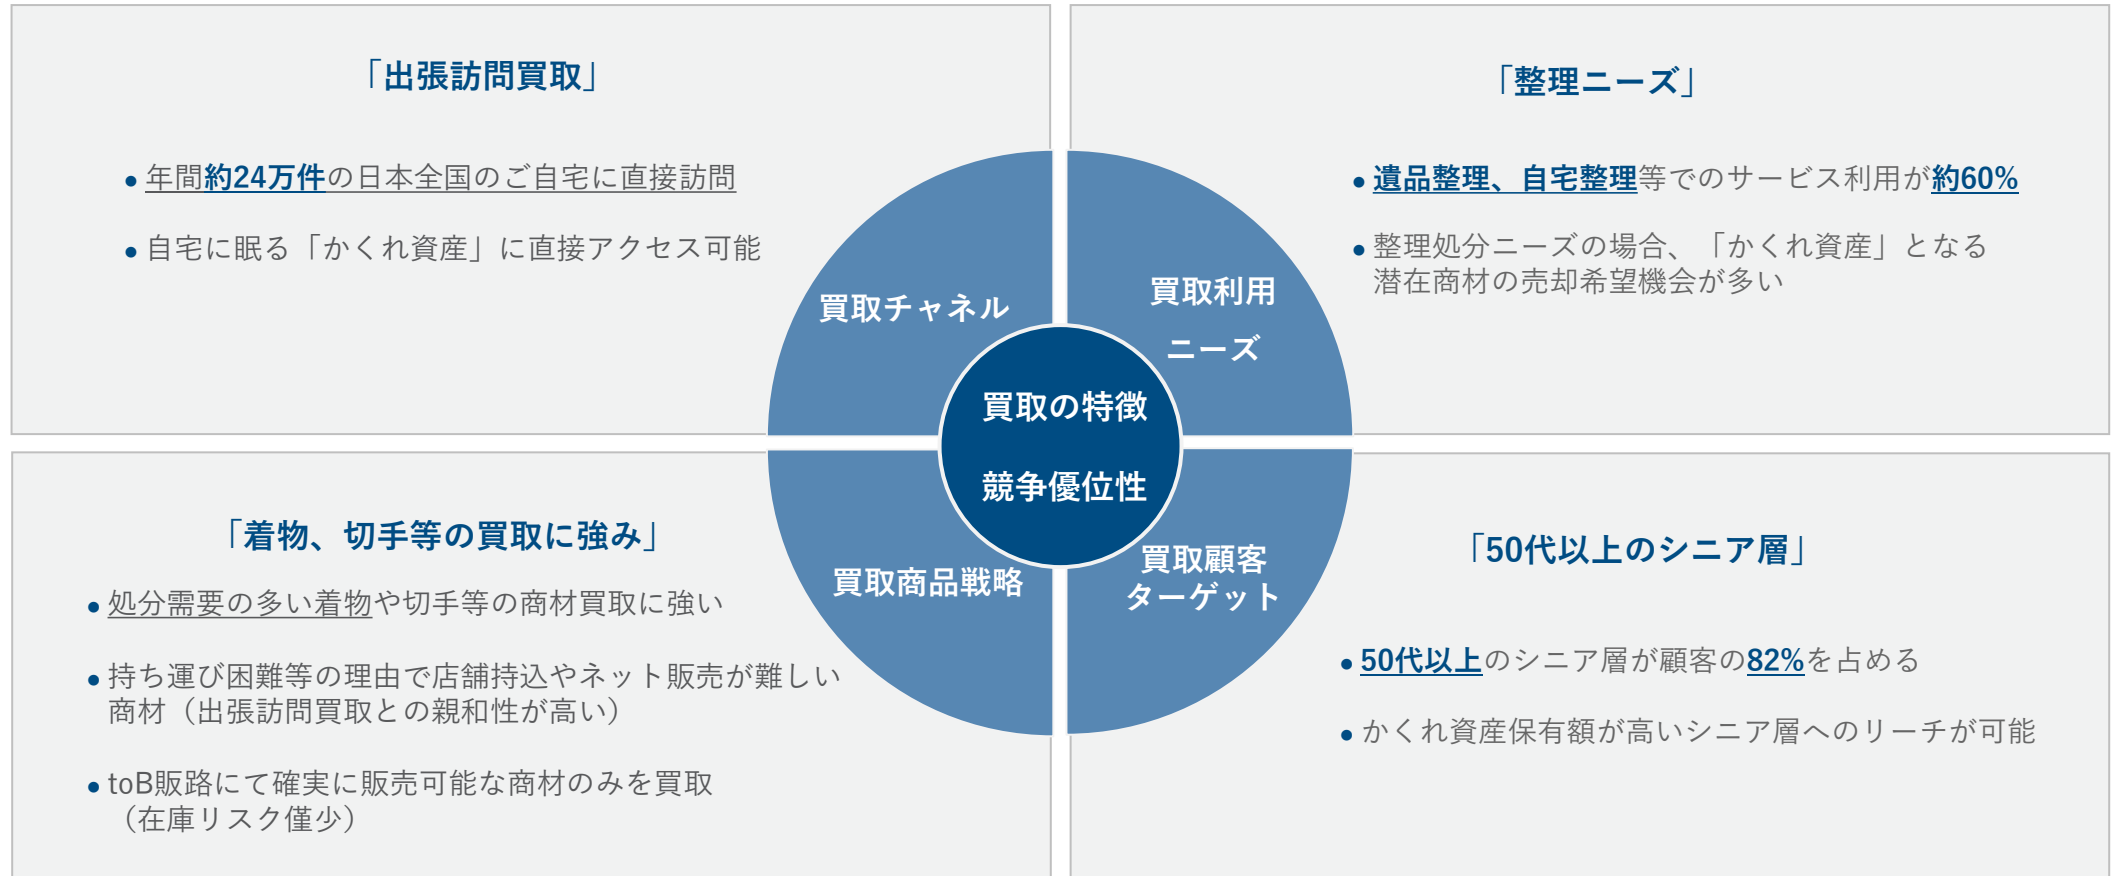 「出張訪問買取」
● 年間約24万件の日本全国のご自宅に直接訪問
● 自宅に眠る「かくれ資産」に直接アクセス可能
買取チャネル
「整理ニーズ」
● 遺品整理、自宅整理等でのサービス利用が約60%
● 整理処分ニーズの場合、「かくれ資産」となる
潜在商材の売却希望機会が多い
買取利用
ニーズ
買取の特徴
競争優位性
「着物、切手等の買取に強み」
● 処分需要の多い着物や切手等の商材買取に強い
● 持ち運び困難等の理由で店舗持込やネット販売が難しい
商材（出張訪問買取との親和性が高い）
● toB販路にて確実に販売可能な商材のみを買取
（在庫リスク僅少）
買取商品戦略
買取顧客
ターゲット
「50代以上のシニア層」
● 50代以上のシニア層が顧客の82%を占める
● かくれ資産保有額が高いシニア層へのリーチが可能